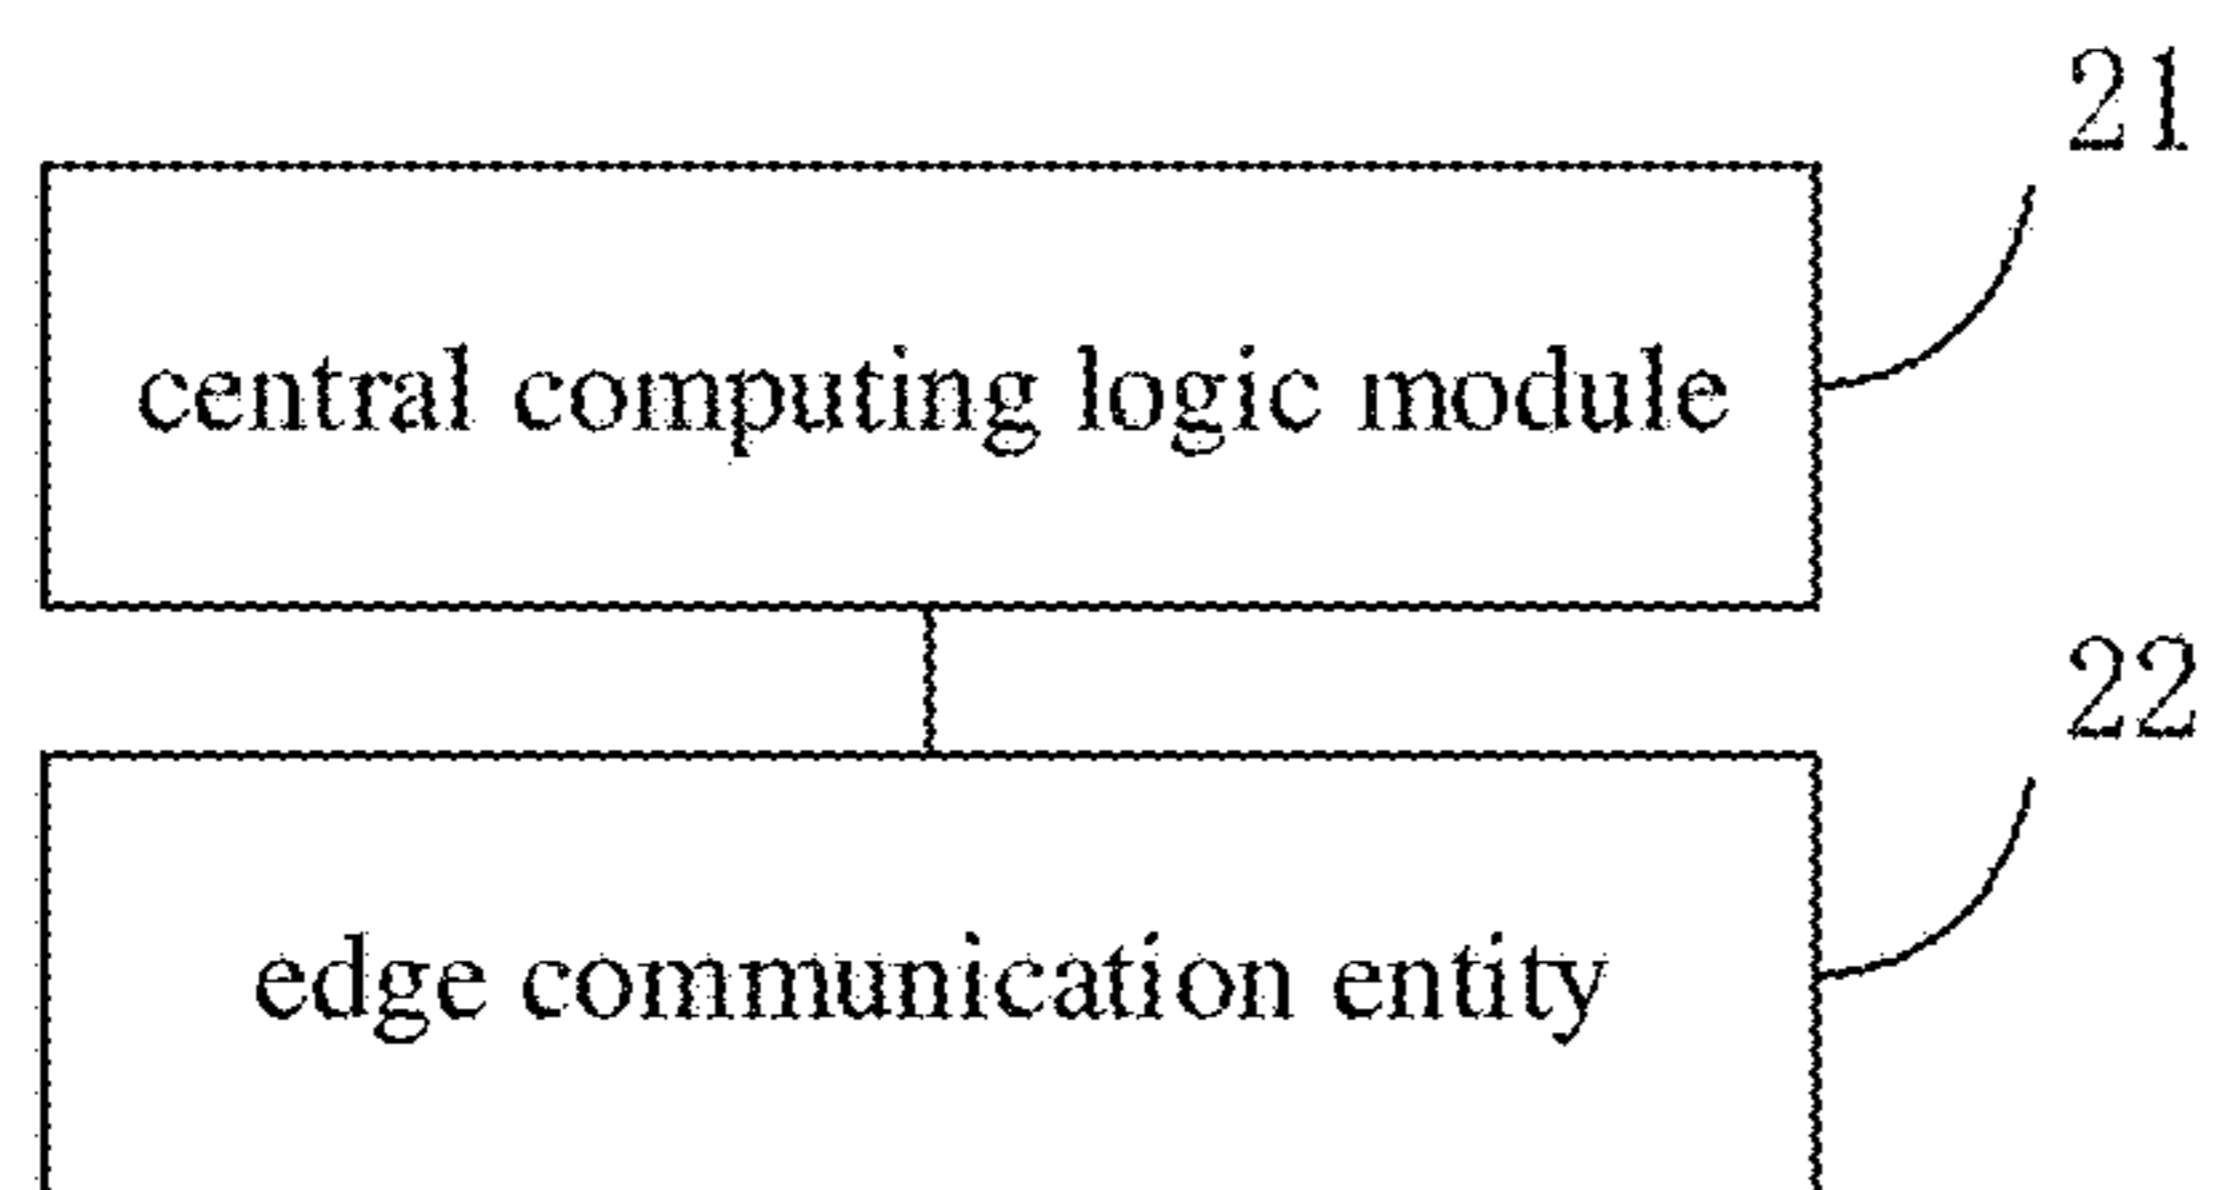 21
central computing logic module
22
edge communication entity